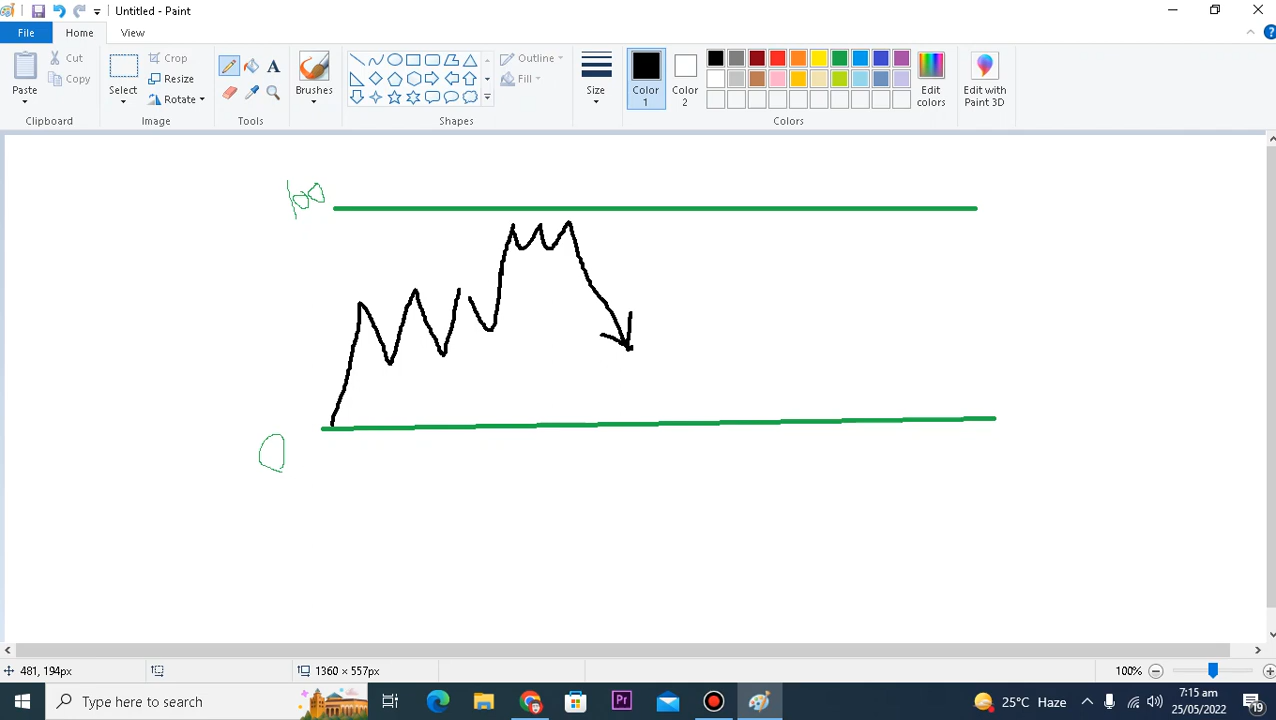 Untitled - Paint
File Home View
Cut Crop Outline
Copy Resize Fill Edit colors Edit with Paint 3D
Paste Select Rotate Brushes Size Color 1 Color 2
Clipboard Image Tools Shapes Colors
100
0
481, 194px 1360 × 557px 100%
Type here to search Pr 25°C Haze 7:15 am
25/05/2022 19